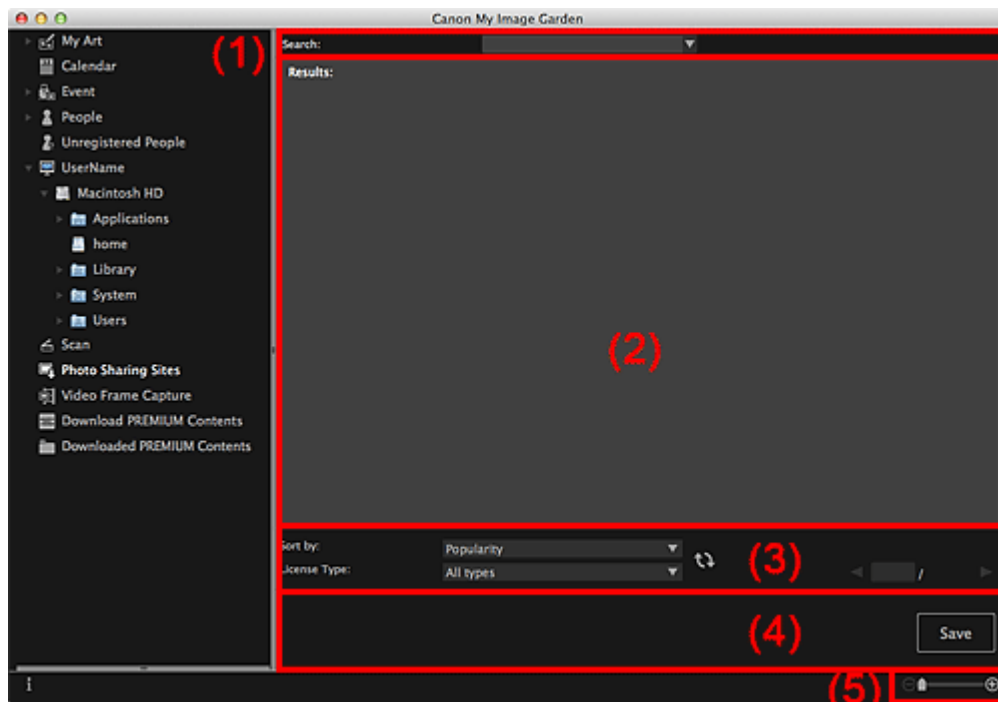 Canon My Image Garden
My Art
Calendar
Event
People
Unregistered People
UserName
Macintosh HD
Applications
home
Library
System
Users
Scan
Photo Sharing Sites
Video Frame Capture
Download PREMIUM Contents
Downloaded PREMIUM Contents
(1)
Search:
Results:
(2)
Sort by:
Popularity
License Type:
All types
(3)
/
(4)
Save
(5)
i